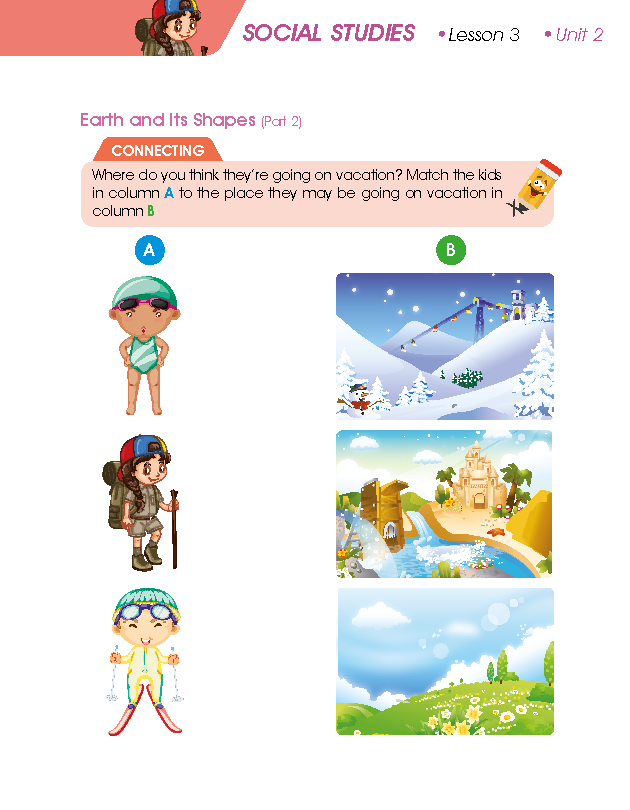 SOCIAL STUDIES • Lesson 3 • Unit 2
Earth and Its Shapes (Part 2)
CONNECTING
Where do you think they're going on vacation? Match the kids
in column A to the place they may be going on vacation in
column B
A B